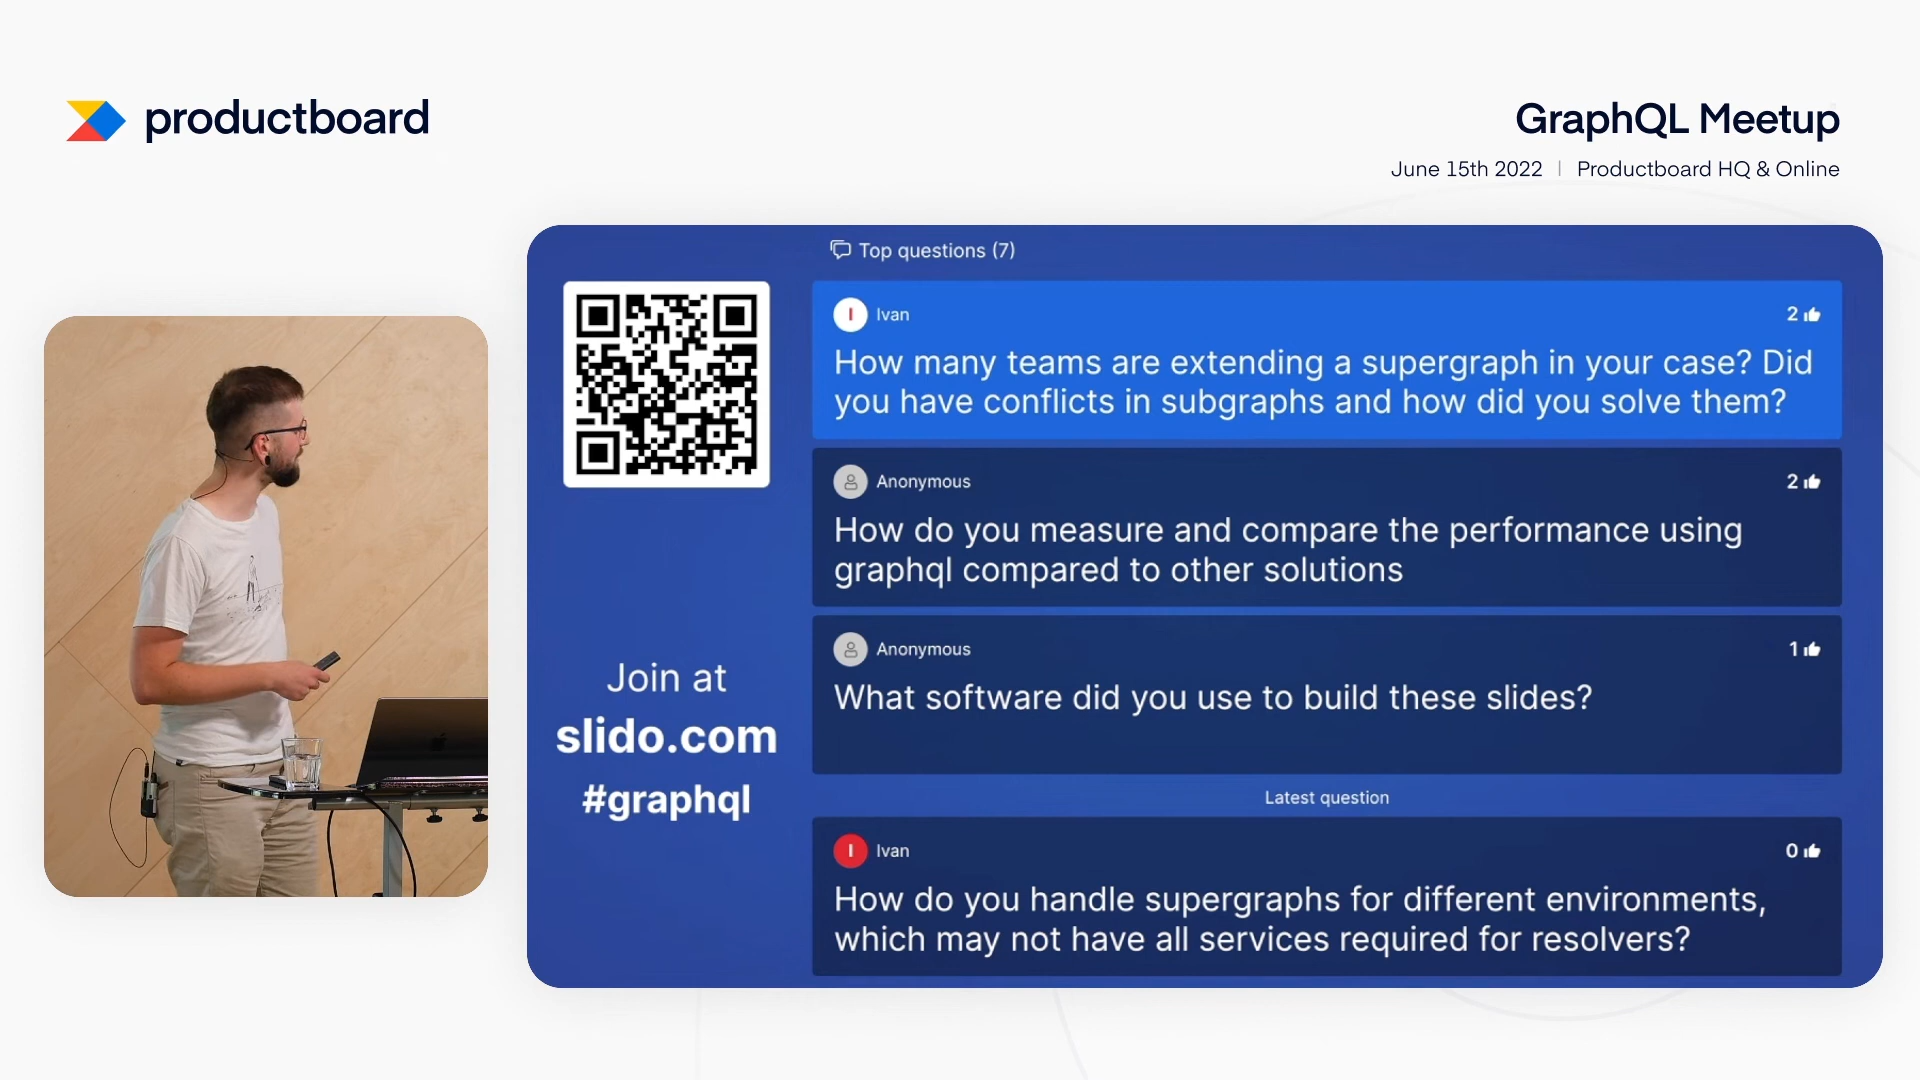 productboard
GraphQL Meetup
June 15th 2022 | Productboard HQ & Online
Top questions (7)
I Ivan 2
How many teams are extending a supergraph in your case? Did
you have conflicts in subgraphs and how did you solve them?
Anonymous 2
How do you measure and compare the performance using
graphql compared to other solutions
Anonymous 1
What software did you use to build these slides?
Latest question
I Ivan 0
How do you handle supergraphs for different environments,
which may not have all services required for resolvers?
Join at
slido.com
#graphql